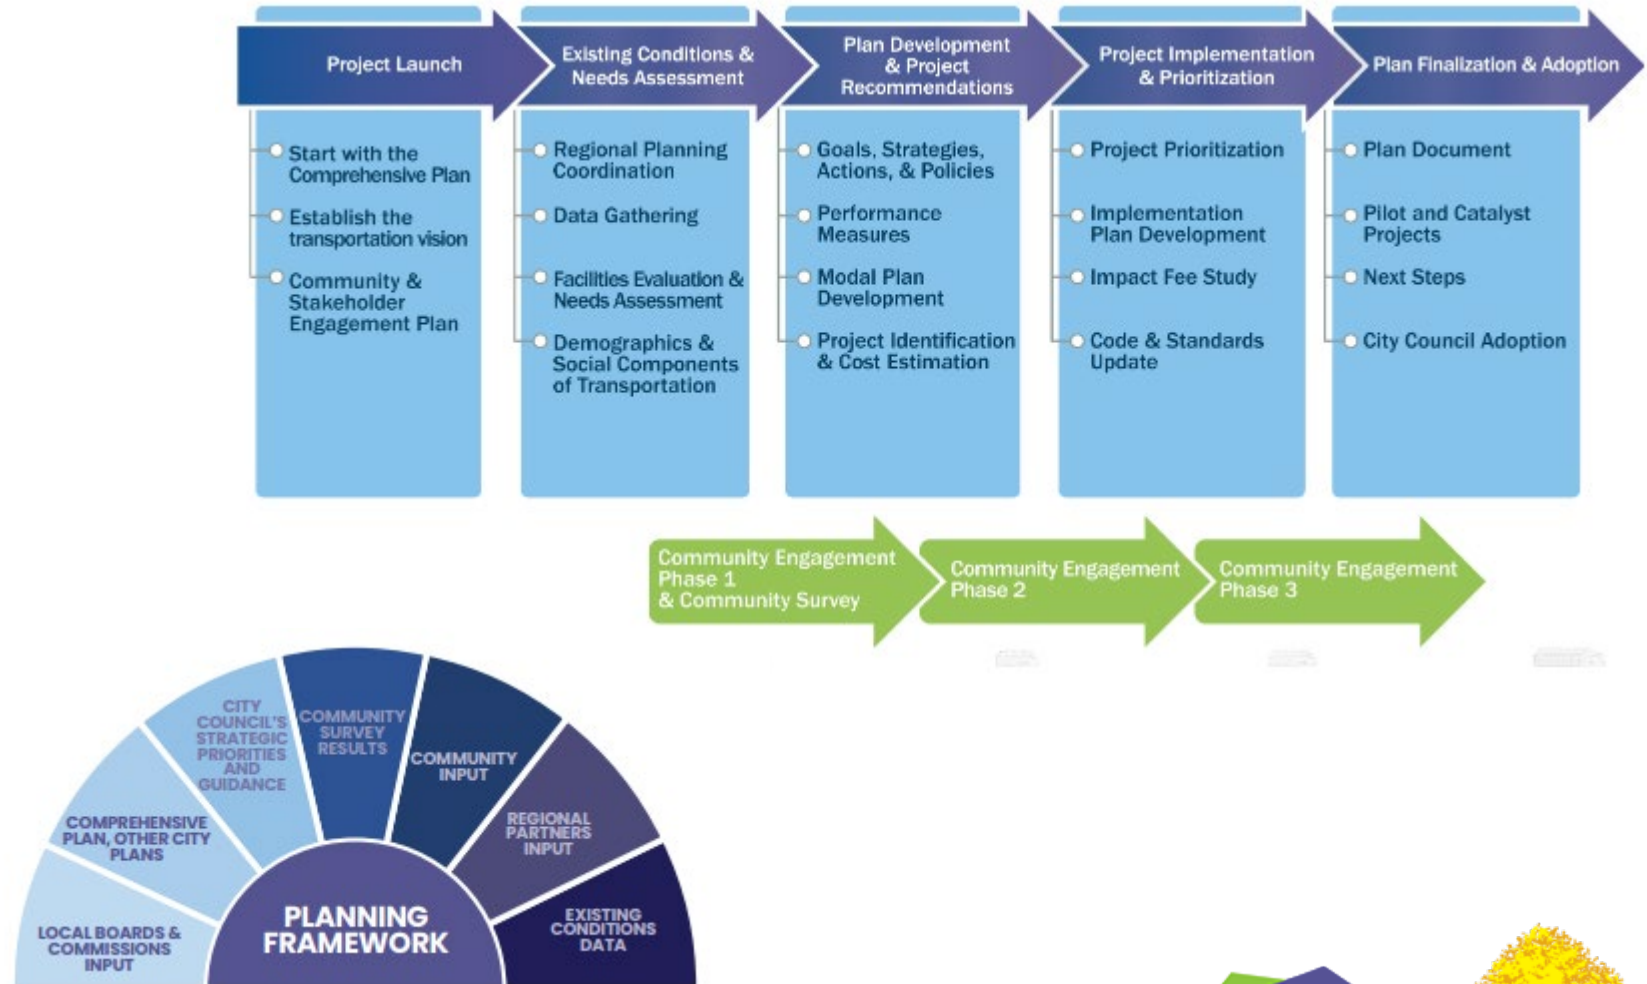 Project Launch
Existing Conditions &
Needs Assessment
Plan Development
& Project
Recommendations
Project Implementation
& Prioritization
Plan Finalization & Adoption
Start with the
Comprehensive Plan
Establish the
transportation vision
Community &
Stakeholder
Engagement Plan
Regional Planning
Coordination
Data Gathering
Facilities Evaluation &
Needs Assessment
Demographics &
Social Components
of Transportation
Goals, Strategies,
Actions, & Policies
Performance
Measures
Modal Plan
Development
Project Identification
& Cost Estimation
Project Prioritization
Implementation
Plan Development
Impact Fee Study
Code & Standards
Update
Plan Document
Pilot and Catalyst
Projects
Next Steps
City Council Adoption
Community Engagement
Phase 1
& Community Survey
Community Engagement
Phase 2
Community Engagement
Phase 3
LOCAL BOARDS &
COMMISSIONS
INPUT
COMPREHENSIVE
PLAN, OTHER CITY
PLANS
CITY
COUNCIL'S
STRATEGIC
PRIORITIES
AND
GUIDANCE
COMMUNITY
SURVEY
RESULTS
COMMUNITY
INPUT
REGIONAL
PARTNERS
INPUT
EXISTING
CONDITIONS
DATA
PLANNING
FRAMEWORK